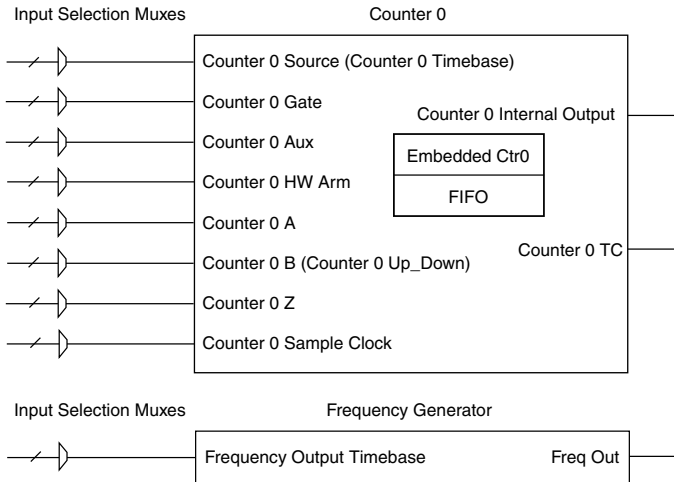 Input Selection Muxes
Counter 0
Counter 0 Source (Counter 0 Timebase)
Counter 0 Gate
Counter 0 Internal Output
Counter 0 Aux
Embedded Ctr0
Counter 0 HW Arm
FIFO
Counter 0 A
Counter 0 TC
Counter 0 B (Counter 0 Up_Down)
Counter 0 Z
Counter 0 Sample Clock
Input Selection Muxes
Frequency Generator
Frequency Output Timebase
Freq Out